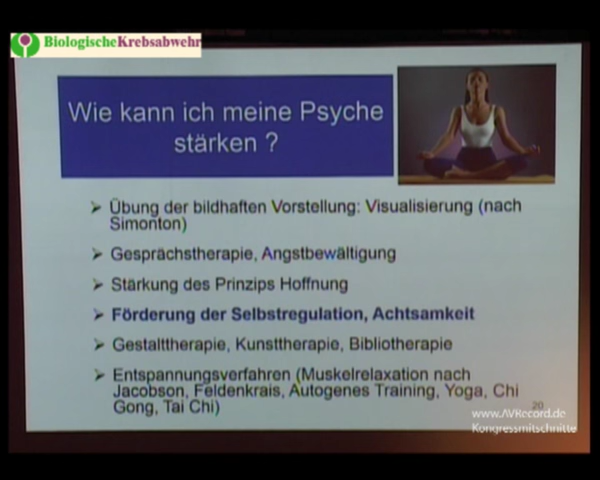 BiologischeKrebsabwehr
Wie kann ich meine Psyche
stärken ?
Übung der bildhaften Vorstellung: Visualisierung (nach
Simonton)
Gesprächstherapie, Angstbewältigung
Stärkung des Prinzips Hoffnung
Förderung der Selbstregulation, Achtsamkeit
Gestalttherapie, Kunsttherapie, Bibliotherapie
Entspannungsverfahren (Muskelrelaxation nach
Jacobson, Feldenkrais, Autogenes Training, Yoga, Chi
Gong, Tai Chi)
20
www.AVRecord.de
Kongressmitschnitte